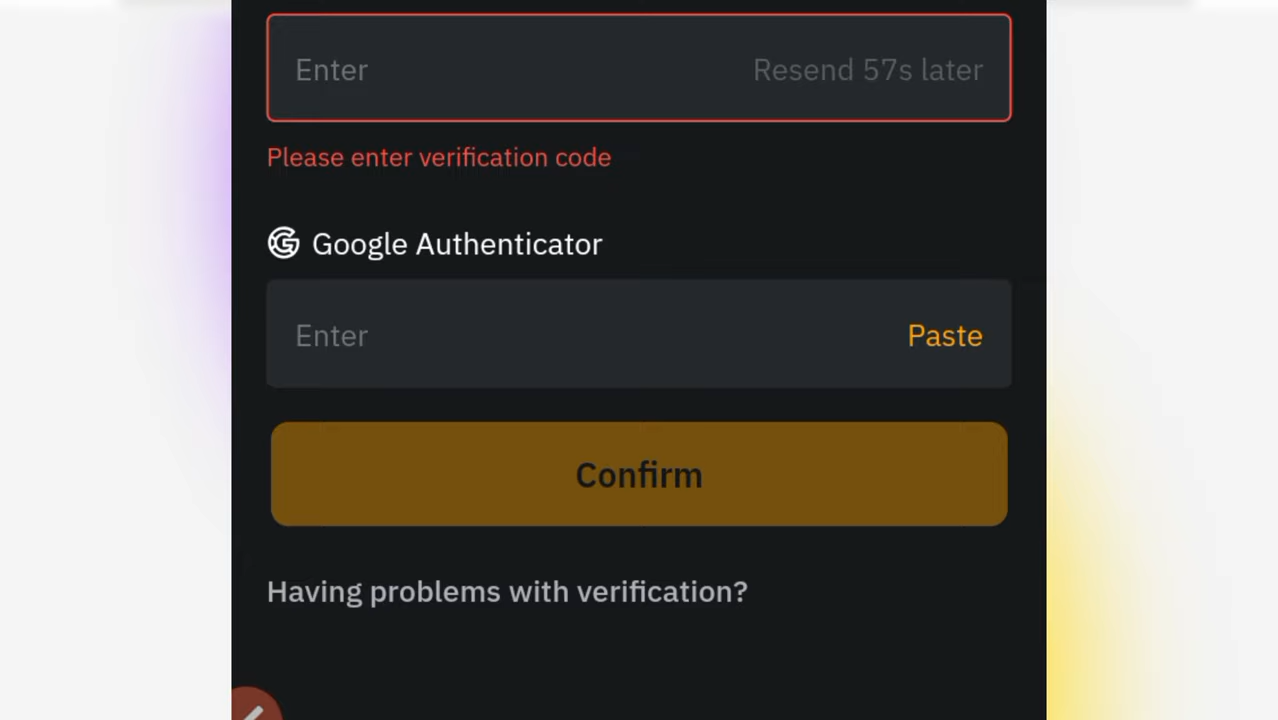 Enter Resend 57s later
Please enter verification code
Google Authenticator
Enter Paste
Confirm
Having problems with verification?